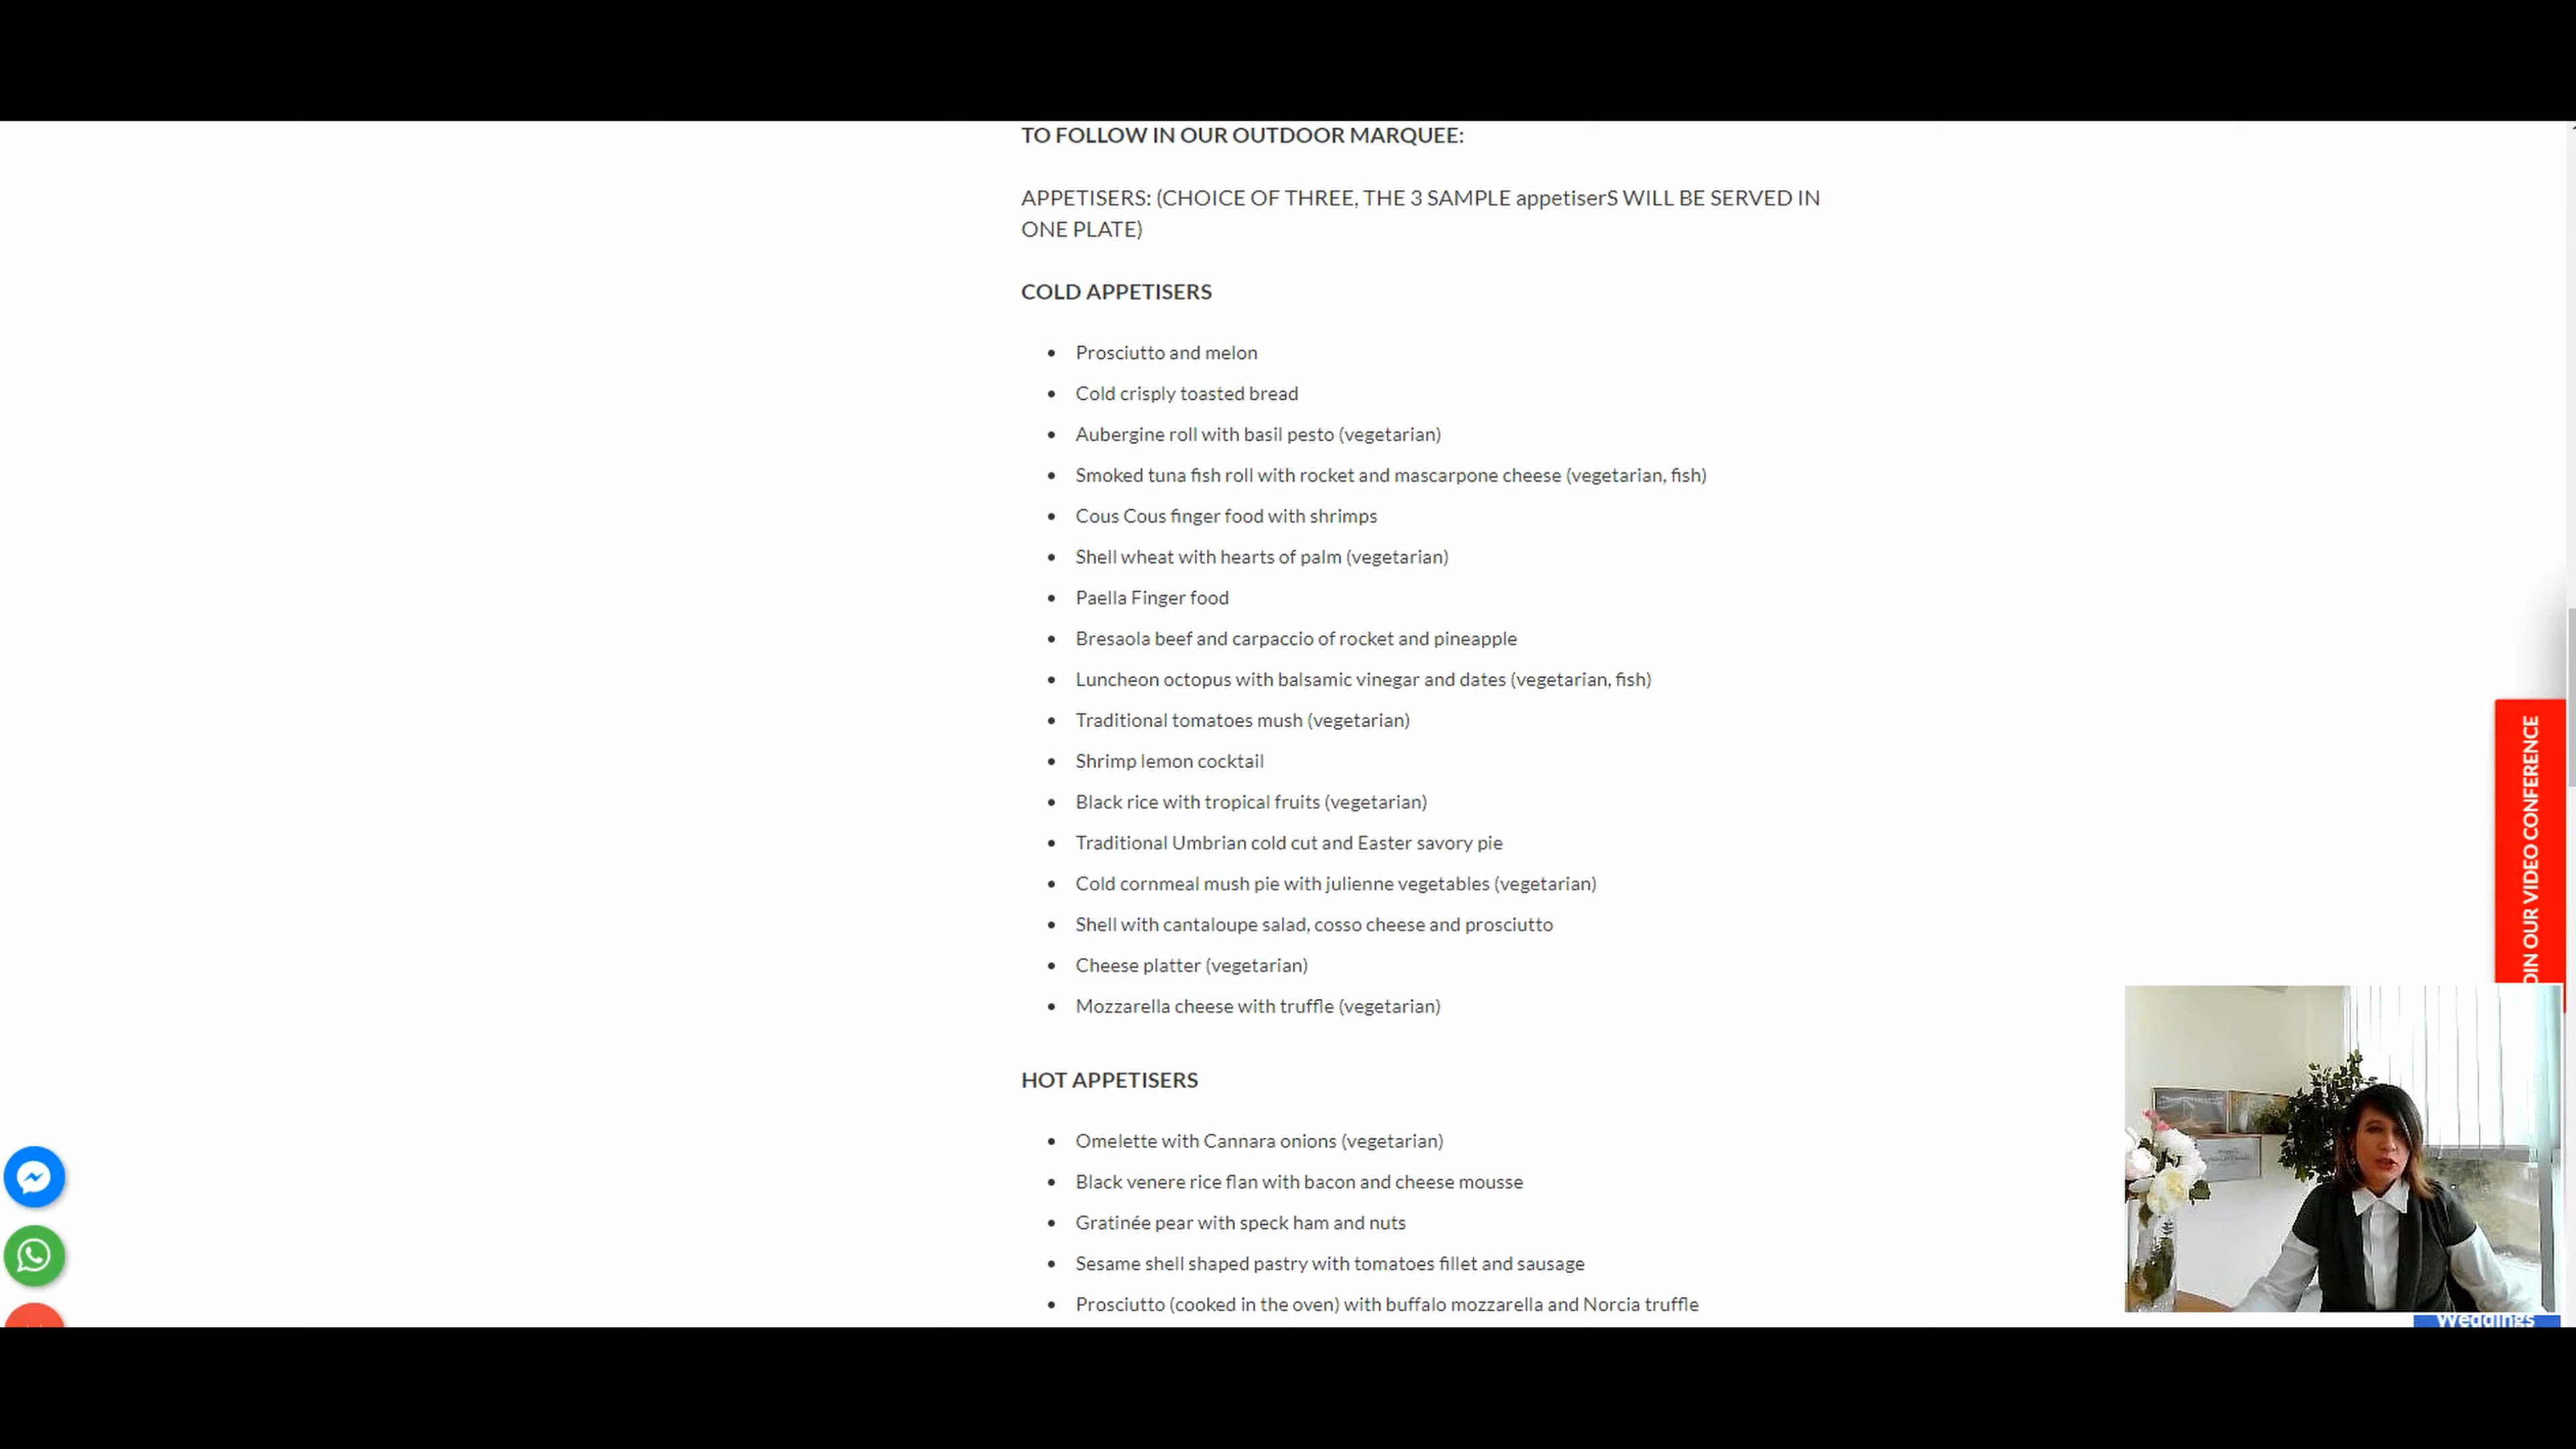 TO FOLLOW IN OUR OUTDOOR MARQUEE:
APPETISERS: (CHOICE OF THREE, THE 3 SAMPLE appetiserS WILL BE SERVED IN
ONE PLATE)
COLD APPETISERS
Prosciutto and melon
Cold crisply toasted bread
Aubergine roll with basil pesto (vegetarian)
Smoked tuna fish roll with rocket and mascarpone cheese (vegetarian, fish)
Cous Cous finger food with shrimps
Shell wheat with hearts of palm (vegetarian)
Paella Finger food
Bresaola beef and carpaccio of rocket and pineapple
Luncheon octopus with balsamic vinegar and dates (vegetarian, fish)
Traditional tomatoes mush (vegetarian)
Shrimp lemon cocktail
Black rice with tropical fruits (vegetarian)
Traditional Umbrian cold cut and Easter savory pie
Cold cornmeal mush pie with julienne vegetables (vegetarian)
Shell with cantaloupe salad, cosso cheese and prosciutto
Cheese platter (vegetarian)
Mozzarella cheese with truffle (vegetarian)
HOT APPETISERS
Omelette with Cannara onions (vegetarian)
Black venere rice flan with bacon and cheese mousse
Gratinée pear with speck ham and nuts
Sesame shell shaped pastry with tomatoes fillet and sausage
Prosciutto (cooked in the oven) with buffalo mozzarella and Norcia truffle
OIN OUR VIDEO CONFERENCE
Weddings